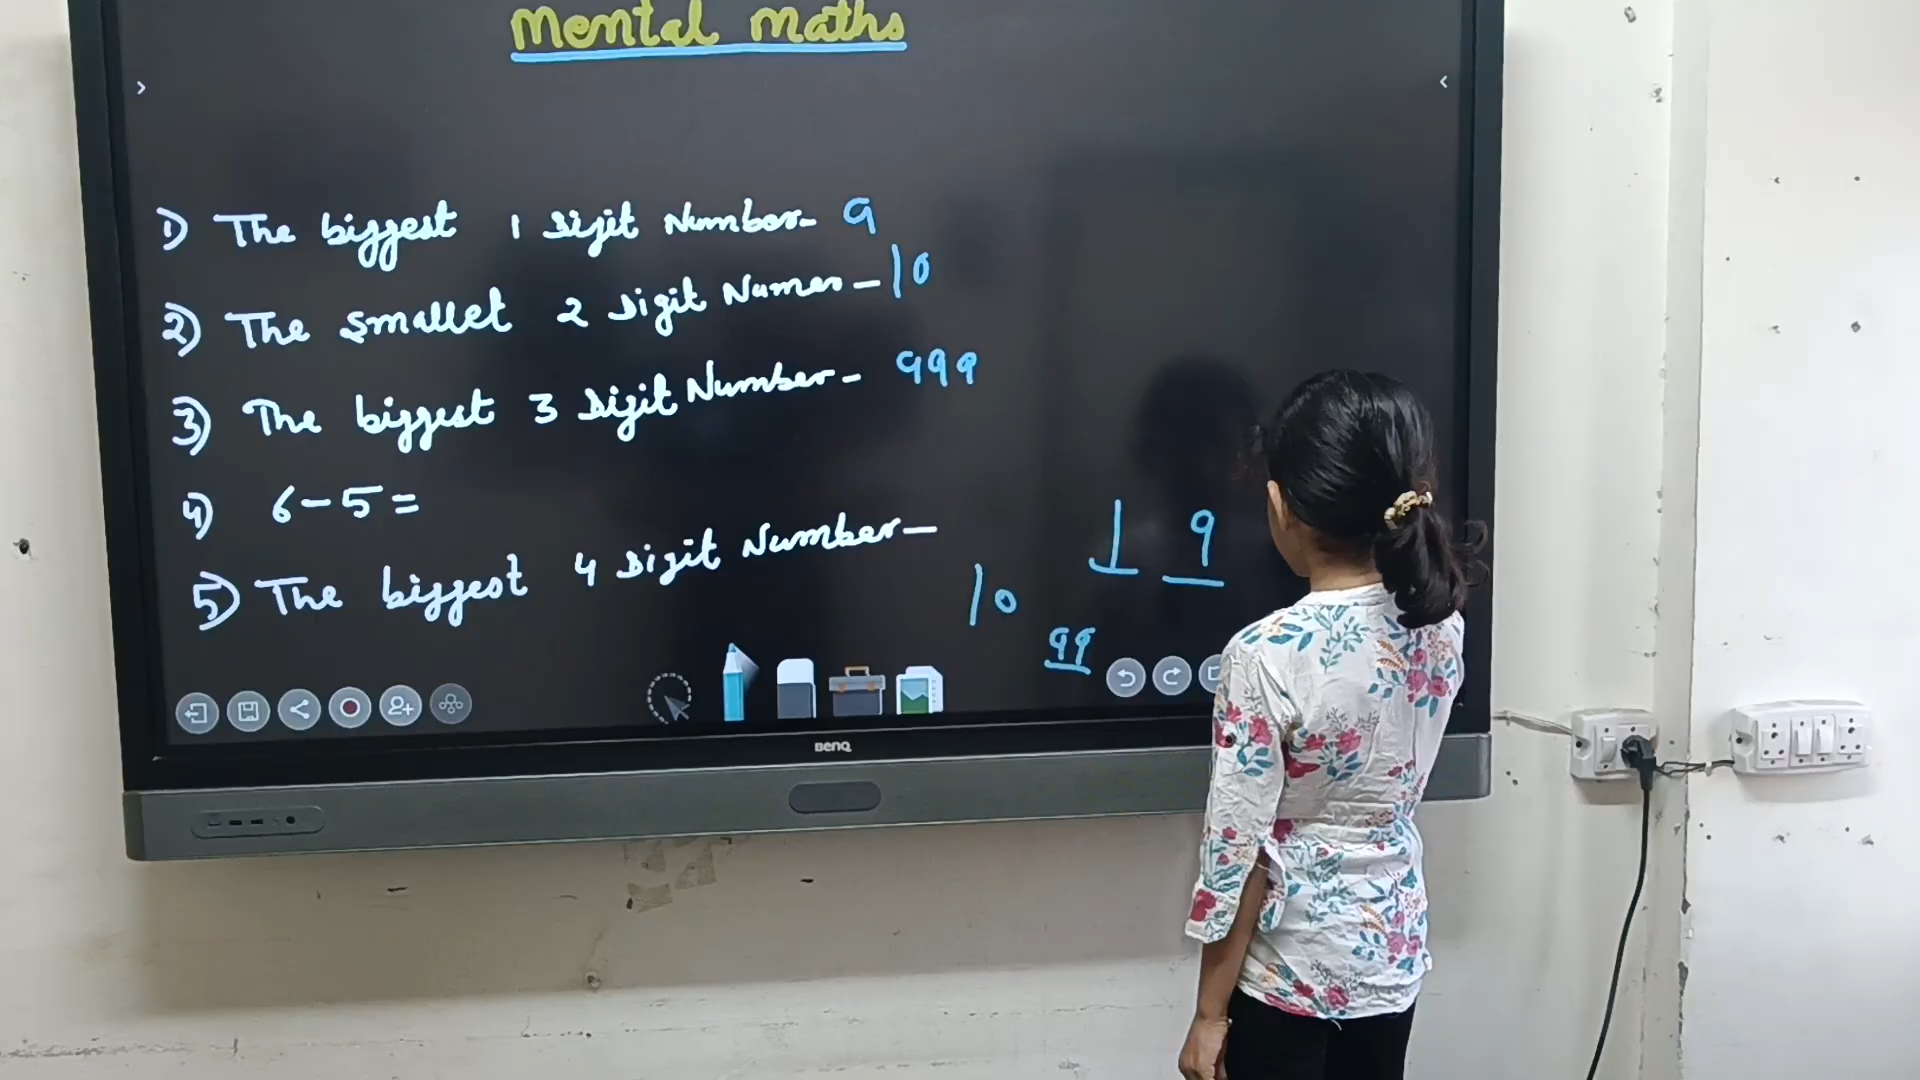 Mental Maths
1) The biggest 1 Digit Number- 9
2) The smallet 2 Digit Numer - 10
3) The biggest 3 Digit Number - 999
4) 6-5=
5) The biggest 4 Digit Number-
1 9
10
99
BenQ